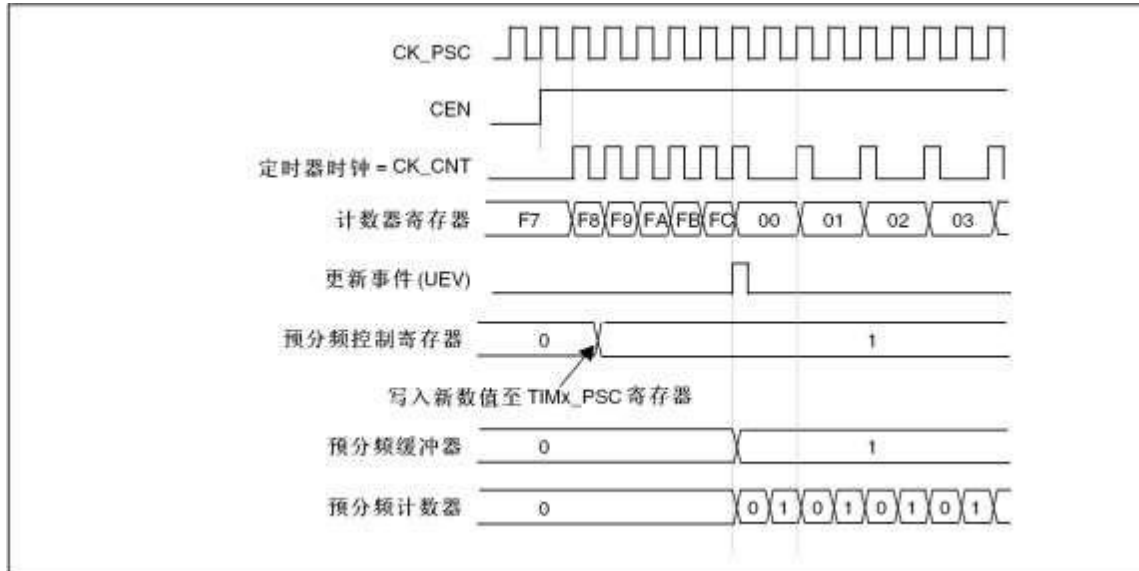 CK_PSC
CEN
定时器时钟 = CK_CNT
计数器寄存器 F7 F8 F9 FA FB FC 00 01 02 03
更新事件(UEV)
预分频控制寄存器 0 1
写入新数值至 TIMx_PSC 寄存器
预分频缓冲器 0 1
预分频计数器 0 0 1 0 1 0 1 0 1